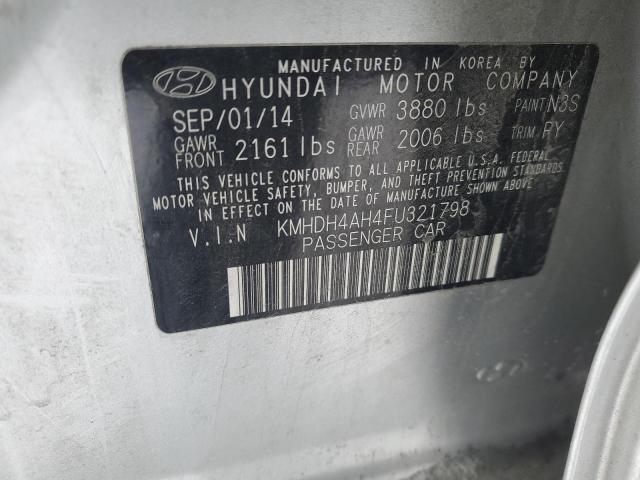 MANUFACTURED IN KOREA BY
HYUNDAI MOTOR COMPANY
SEP/01/14 GVWR 3880 lbs PAINT N3S
GAWR FRONT 2161 lbs GAWR REAR 2006 lbs TRIM RY
THIS VEHICLE CONFORMS TO ALL APPLICABLE U.S.A. FEDERAL
MOTOR VEHICLE SAFETY, BUMPER, AND THEFT PREVENTION STANDARDS
IN EFFECT ON THE DATE OF MANUFACTURE SHOWN ABOVE.
V.I.N KMHDH4AH4FU321798
PASSENGER CAR